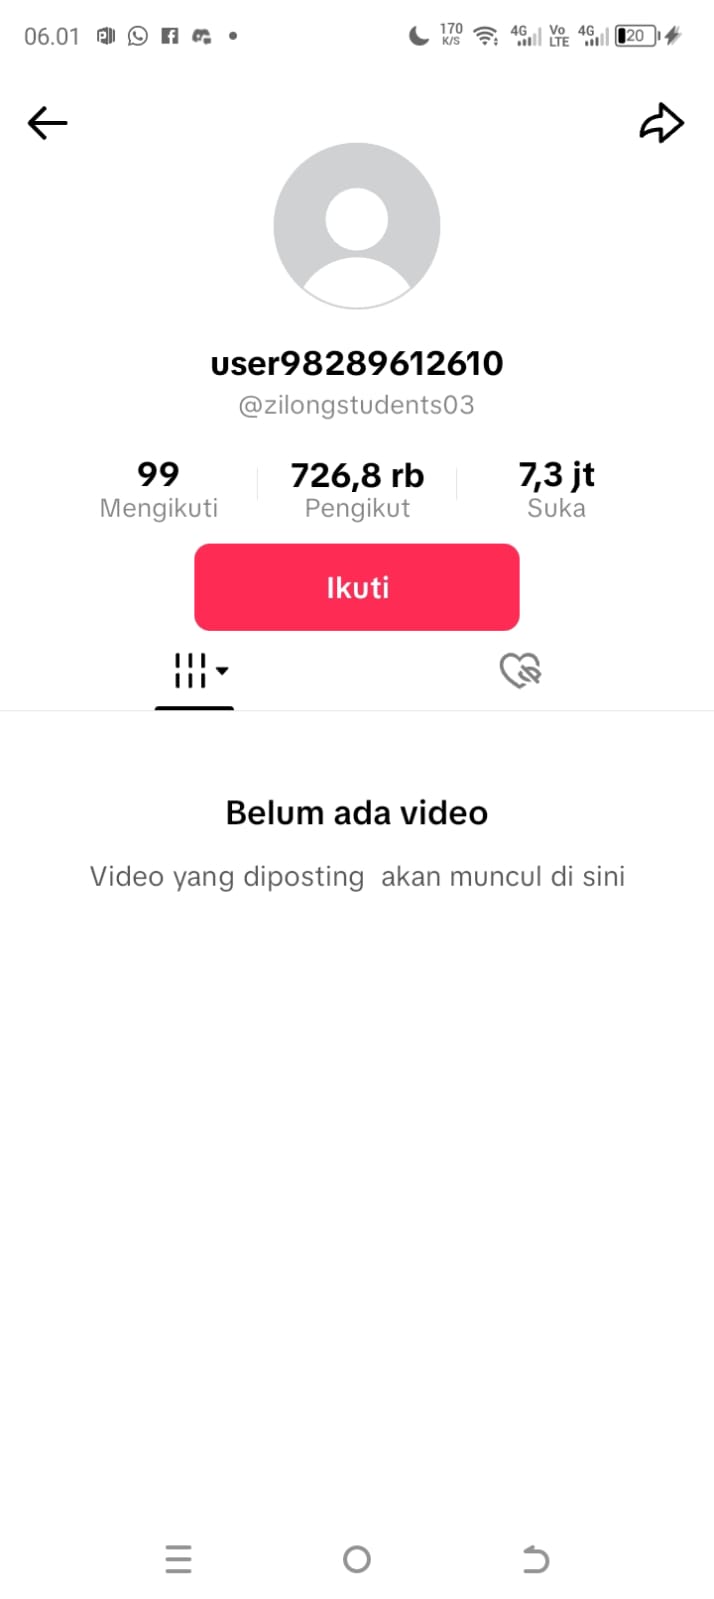 06.01 170 K/S 4G Vo LTE 4G 20
user98289612610
@zilongstudents03
99 726,8 rb 7,3 jt
Mengikuti Pengikut Suka
Ikuti
Belum ada video
Video yang diposting  akan muncul di sini